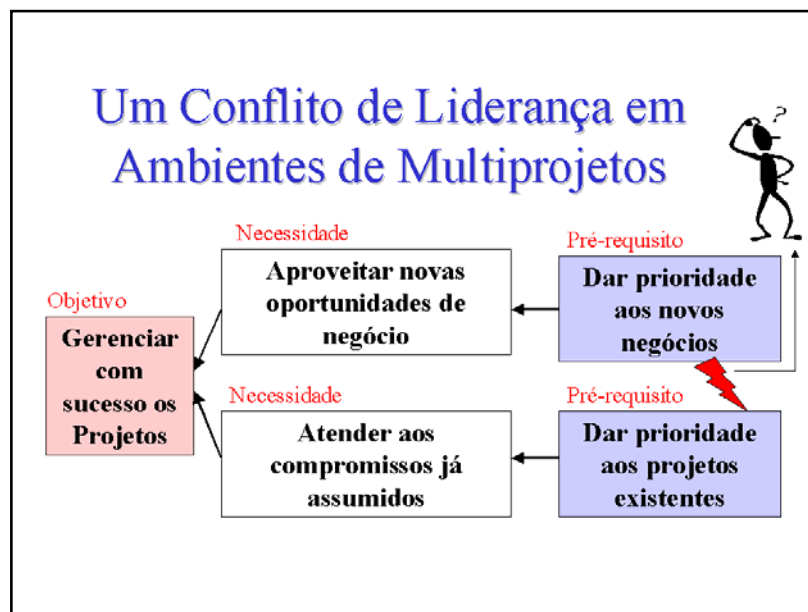 Um Conflito de Liderança em
Ambientes de Multiprojetos
?
Necessidade
Aproveitar novas
oportunidades de
negócio
Pré-requisito
Dar prioridade
aos novos
negócios
Objetivo
Gerenciar
com
sucesso os
Projetos
Necessidade
Atender aos
compromissos já
assumidos
Pré-requisito
Dar prioridade
aos projetos
existentes